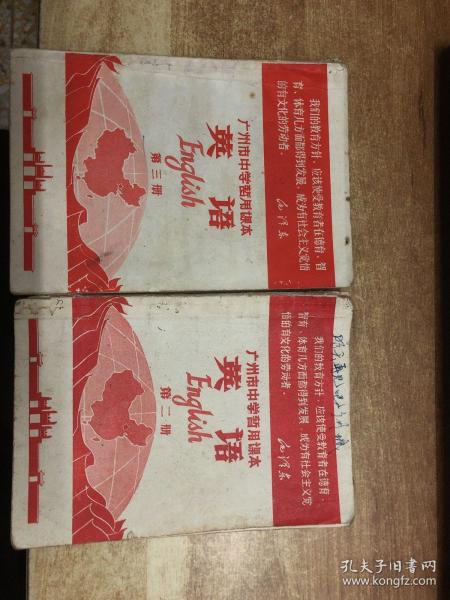 我们的教育方针，应该使受教育者在德育、智
育、体育几方面都得到发展，成为有社会主义觉悟
的有文化的劳动者。
毛泽东
广州市中学暂用课本
英语
English
第三册
我们的教育方针，应该使受教育者在德育、
智育、体育几方面都得到发展，成为有社会主义觉
悟的有文化的劳动者。
毛泽东
广州市中学暂用课本
英语
English
第二册
孔夫子旧书网
www.kongfz.com